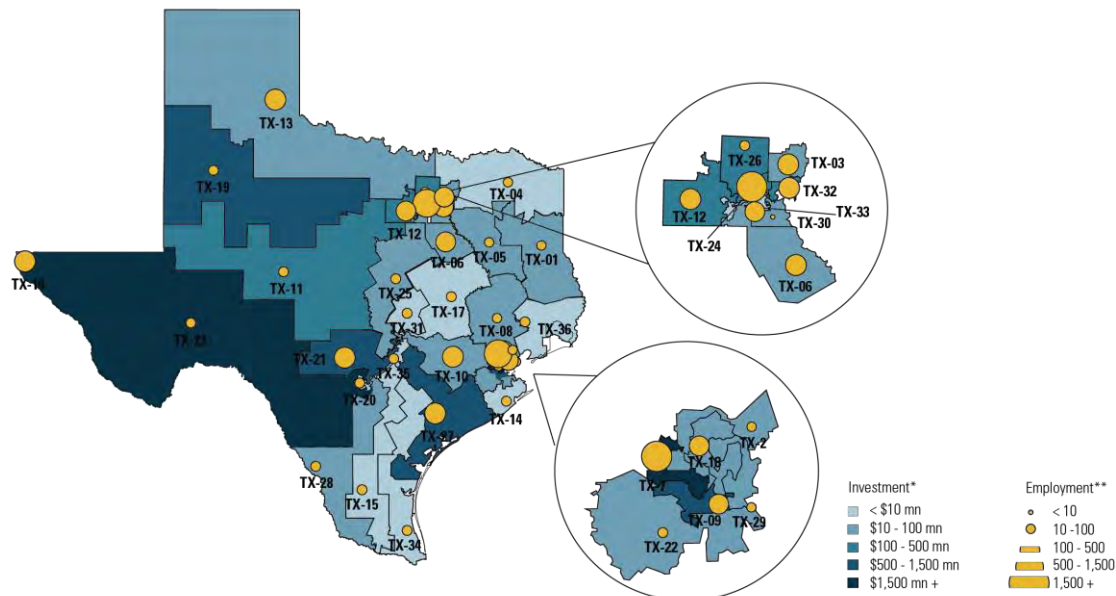 TX-13
TX-19
TX-04
TX-12
TX-06
TX-05
TX-01
TX-16
TX-11
TX-25
TX-17
TX-31
TX-08
TX-36
TX-23
TX-21
TX-35
TX-10
TX-20
TX-14
TX-27
TX-28
TX-15
TX-34
TX-26
TX-03
TX-32
TX-12
TX-33
TX-30
TX-24
TX-06
TX-2
TX-18
TX-7
TX-09
TX-29
TX-22
Investment*
< $10 mn
$10 - 100 mn
$100 - 500 mn
$500 - 1,500 mn
$1,500 mn +
Employment**
< 10
10 -100
100 - 500
500 - 1,500
1,500 +